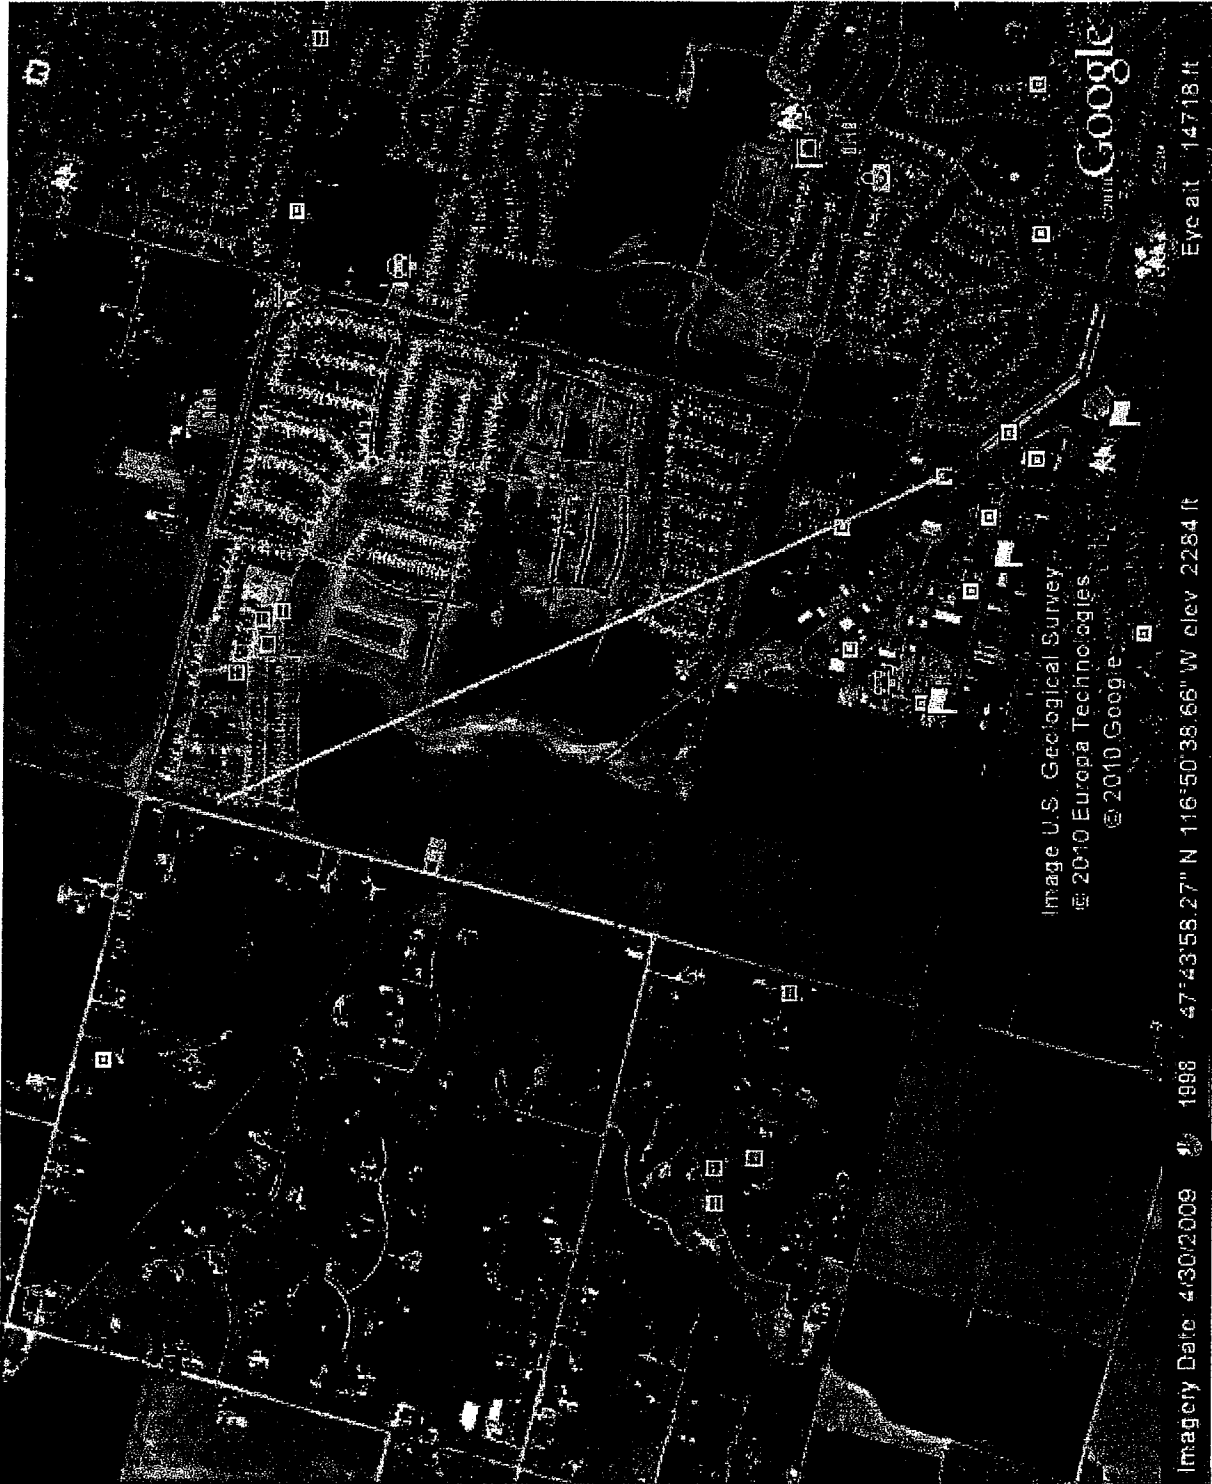 Google
Image U.S. Geological Survey
© 2010 Europa Technologies
© 2010 Google
Imagery Date 4/30/2009 1998 47°43'58.27" N 116°50'38.66" W elev 2284 ft Eye alt 14718 ft